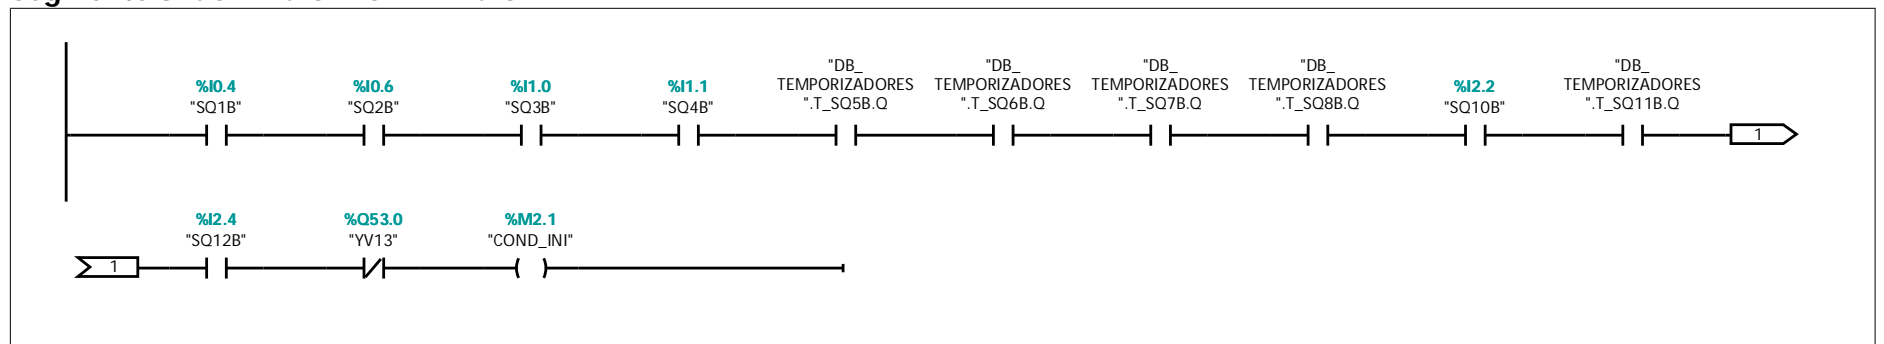 %I0.4
"SQ1B"
%I0.6
"SQ2B"
%I1.0
"SQ3B"
%I1.1
"SQ4B"
"DB_
TEMPORIZADORES
".T_SQ5B.Q
"DB_
TEMPORIZADORES
".T_SQ6B.Q
"DB_
TEMPORIZADORES
".T_SQ7B.Q
"DB_
TEMPORIZADORES
".T_SQ8B.Q
%I2.2
"SQ10B"
"DB_
TEMPORIZADORES
".T_SQ11B.Q
1
1
%I2.4
"SQ12B"
%Q53.0
"YV13"
%M2.1
"COND_INI"